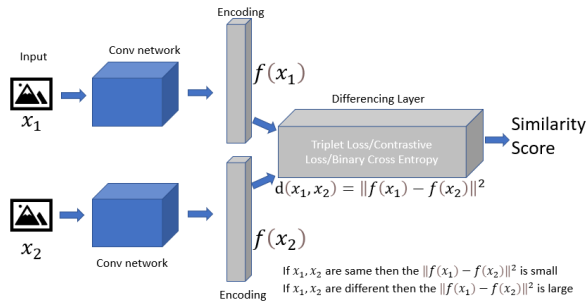 Encoding
Input
Conv network
x₁
f(x₁)
Differencing Layer
Triplet Loss/Contrastive
Loss/Binary Cross Entropy
Similarity
Score
d(x₁, x₂) = ‖f(x₁) − f(x₂)‖²
x₂
f(x₂)
Conv network
Encoding
If x₁, x₂ are same then the ‖f(x₁) − f(x₂)‖² is small
If x₁, x₂ are different then the ‖f(x₁) − f(x₂)‖² is large